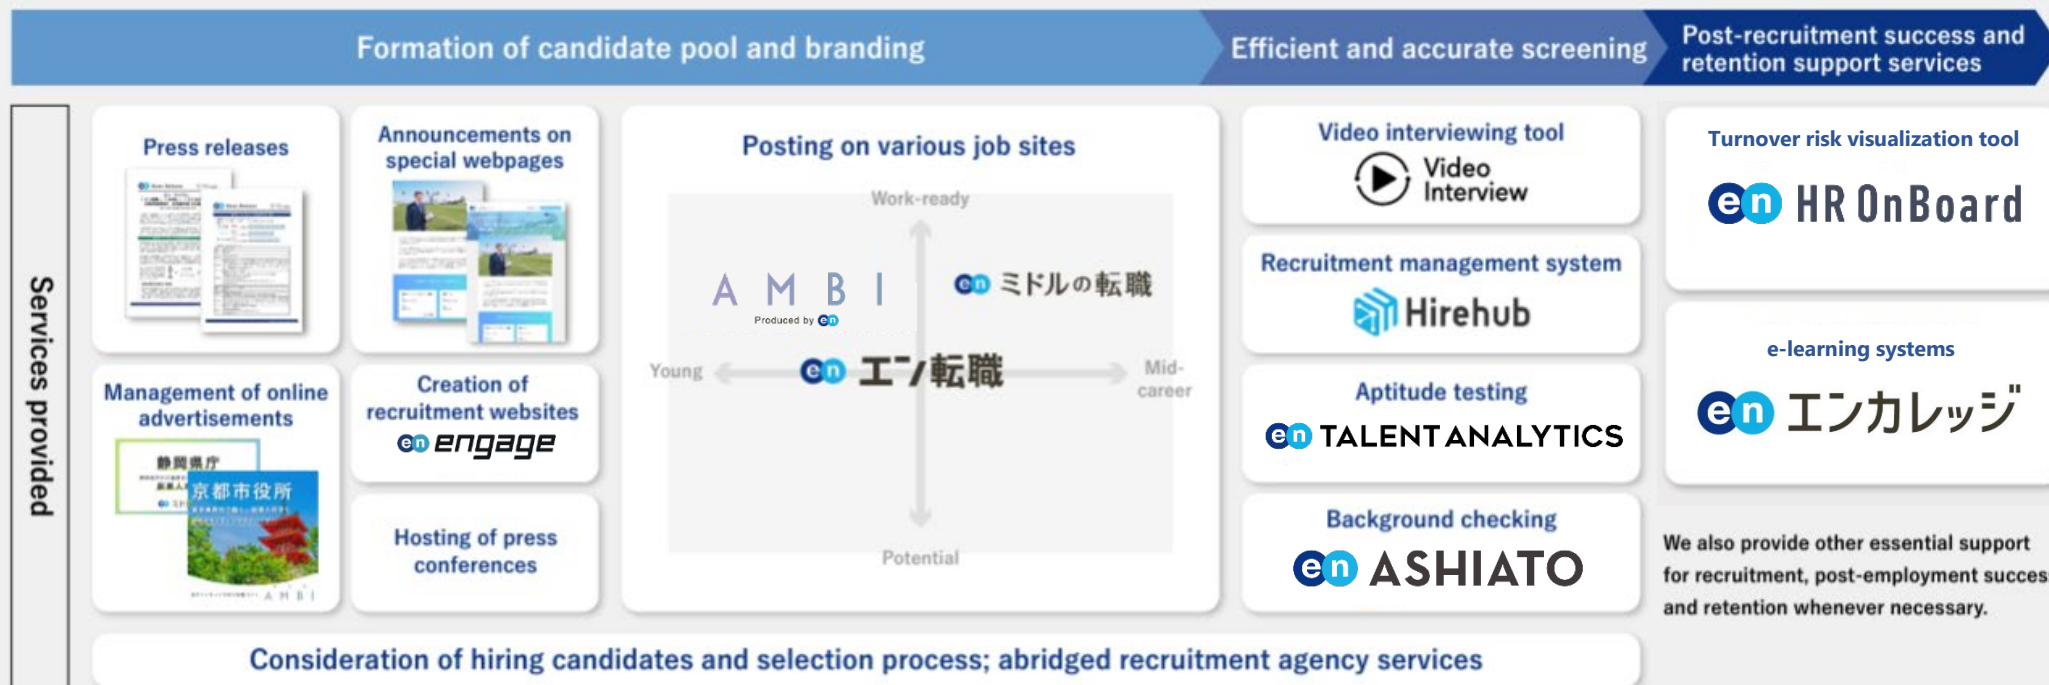 Formation of candidate pool and branding
Efficient and accurate screening
Post-recruitment success and
retention support services
Services provided
Press releases
Announcements on
special webpages
Management of online
advertisements
静岡県庁
京都市役所
AMBI
Creation of
recruitment websites
en engage
Hosting of press
conferences
Posting on various job sites
Work-ready
AMBI
Produced by en
en ミドルの転職
Young
en エン転職
Mid-
career
Potential
Video interviewing tool
Video
Interview
Recruitment management system
Hirehub
Aptitude testing
en TALENT ANALYTICS
Background checking
en ASHIATO
Turnover risk visualization tool
en HR OnBoard
e-learning systems
en エンカレッジ
We also provide other essential support
for recruitment, post-employment succes
and retention whenever necessary.
Consideration of hiring candidates and selection process; abridged recruitment agency services